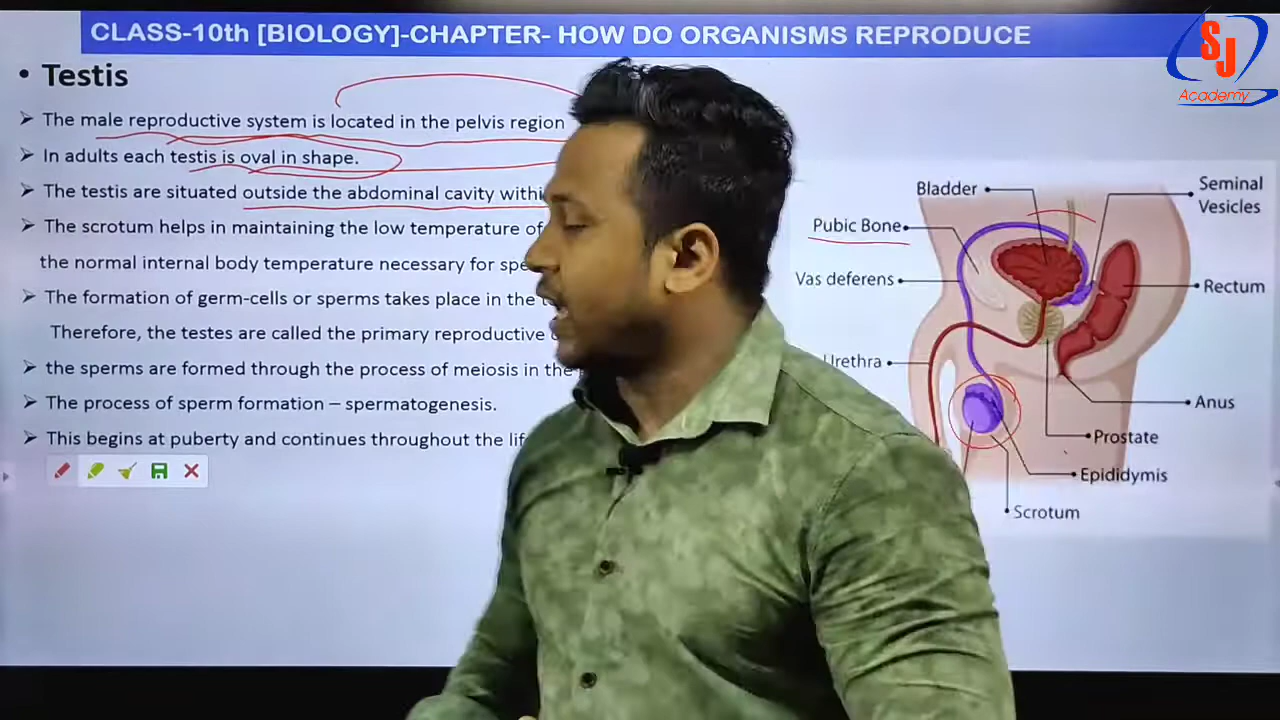 CLASS-10th [BIOLOGY]-CHAPTER- HOW DO ORGANISMS REPRODUCE
SJ
Academy
• Testis
➢ The male reproductive system is located in the pelvis region
➢ In adults each testis is oval in shape.
➢ The testis are situated outside the abdominal cavity
➢ The scrotum helps in maintaining the low temperature of
the normal internal body temperature necessary for
➢ The formation of germ-cells or sperms takes place in the
Therefore, the testes are called the primary reproductive
➢ the sperms are formed through the process of meiosis in the
➢ The process of sperm formation – spermatogenesis.
➢ This begins at puberty and continues throughout the
Bladder
Seminal
Vesicles
Pubic Bone
Vas deferens
Rectum
Urethra
Anus
Prostate
Epididymis
Scrotum